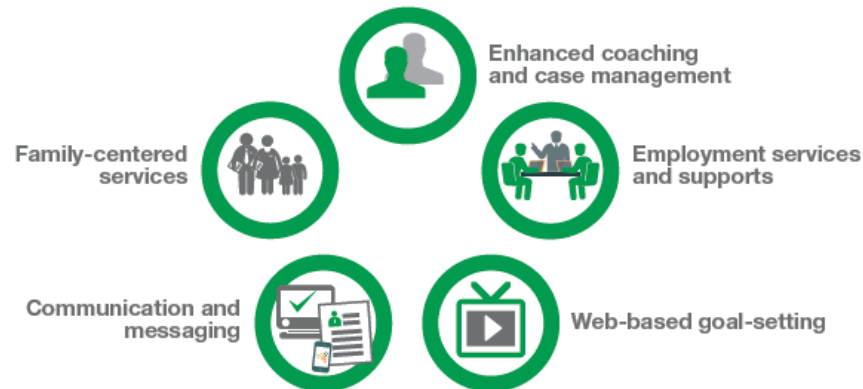 Enhanced coaching
and case management
Family-centered
services
Employment services
and supports
Communication and
messaging
Web-based goal-setting